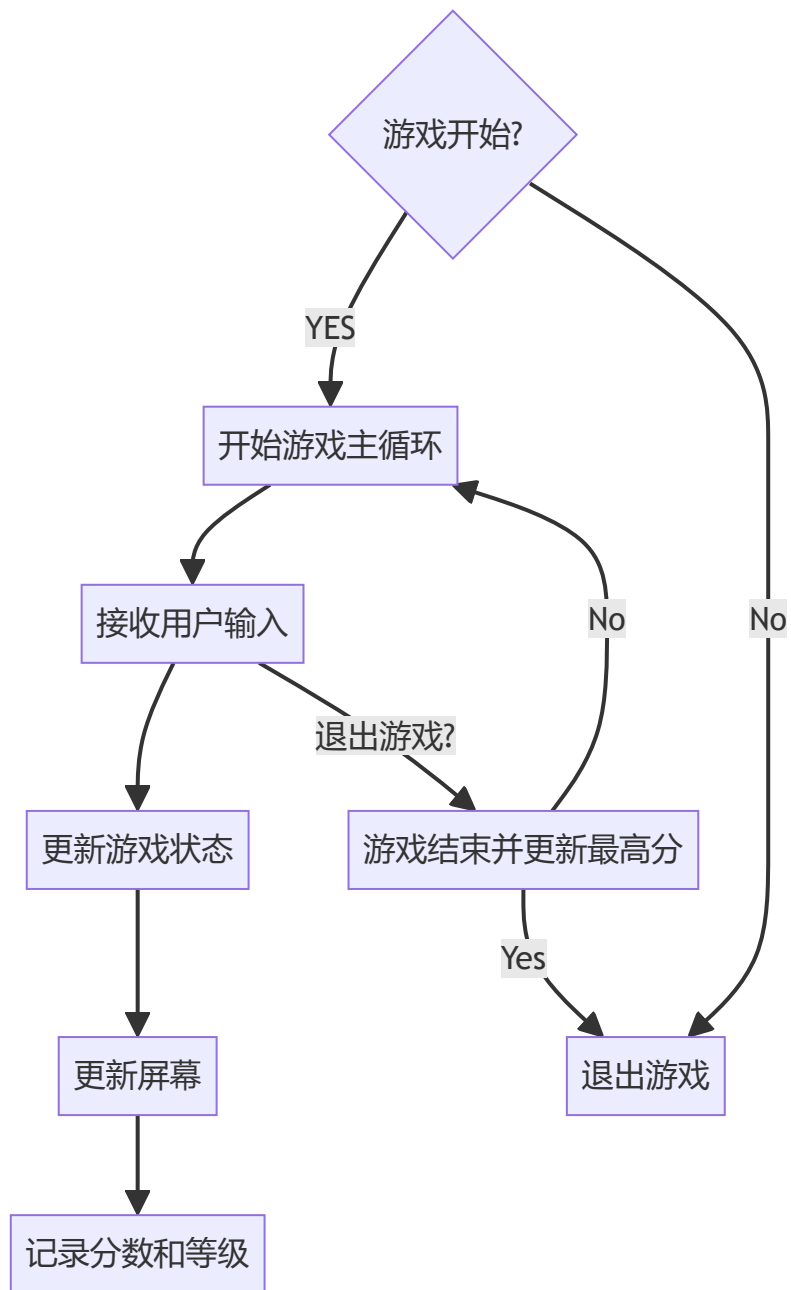 游戏开始?
YES
开始游戏主循环
接收用户输入
No
No
退出游戏?
更新游戏状态
游戏结束并更新最高分
Yes
更新屏幕
退出游戏
记录分数和等级